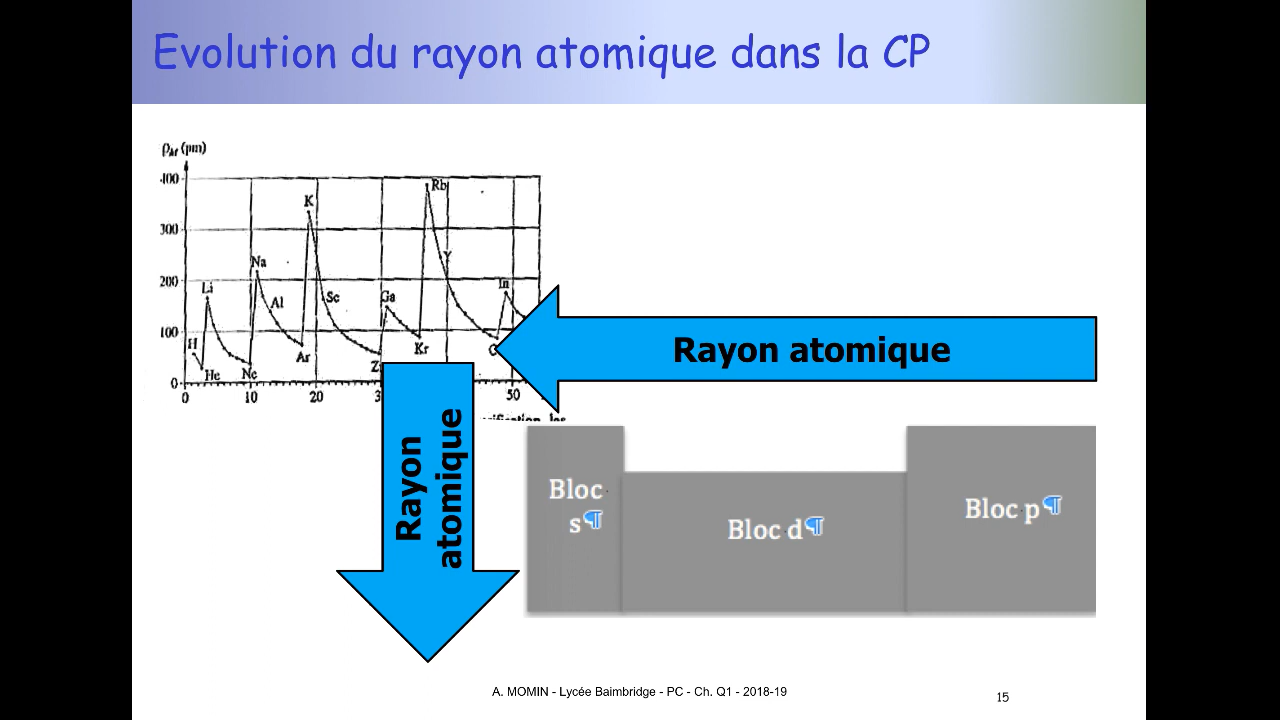 Evolution du rayon atomique dans la CP
ρAr (pm)
400
300
200
100
0
H
He
Li
Ne
Na
Al
Ar
K
Sc
Ga
Kr
Rb
Y
In
0
10
20
50
Rayon atomique
Rayon
atomique
Bloc
s¶
Bloc d¶
Bloc p¶
A. MOMIN - Lycée Baimbridge - PC - Ch. Q1 - 2018-19
15